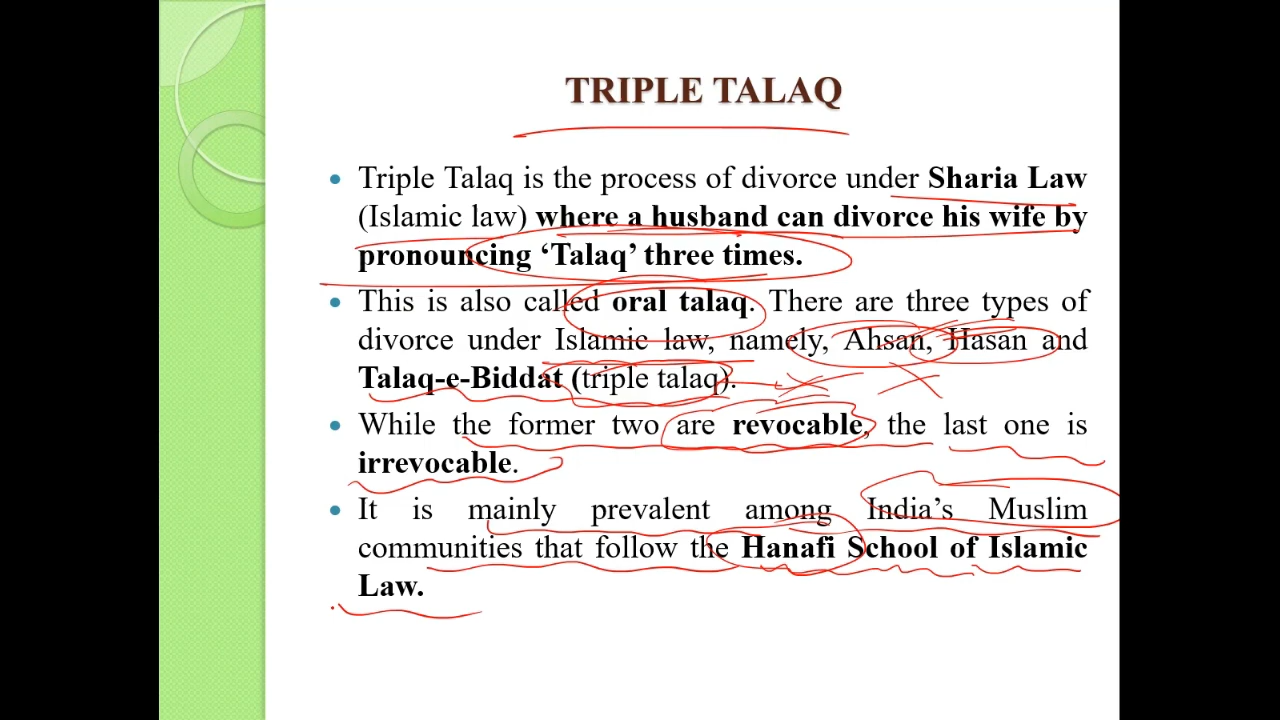 TRIPLE TALAQ
• Triple Talaq is the process of divorce under Sharia Law
(Islamic law) where a husband can divorce his wife by
pronouncing ‘Talaq’ three times.
• This is also called oral talaq. There are three types of
divorce under Islamic law, namely, Ahsan, Hasan and
Talaq-e-Biddat (triple talaq).
• While the former two are revocable, the last one is
irrevocable.
• It is mainly prevalent among India’s Muslim
communities that follow the Hanafi School of Islamic
Law.